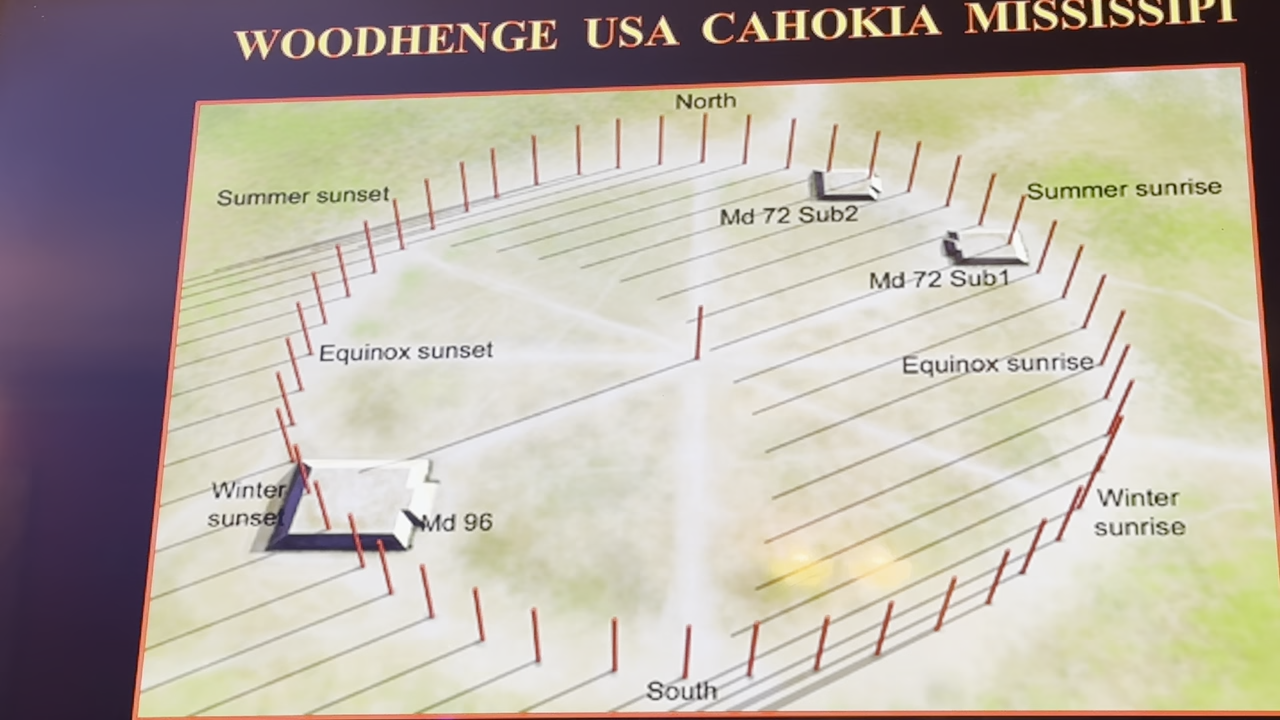 WOODHENGE USA CAHOKIA MISSISSIPI
North
Summer sunset
Summer sunrise
Md 72 Sub2
Md 72 Sub1
Equinox sunset
Equinox sunrise
Winter
sunset
Md 96
Winter
sunrise
South